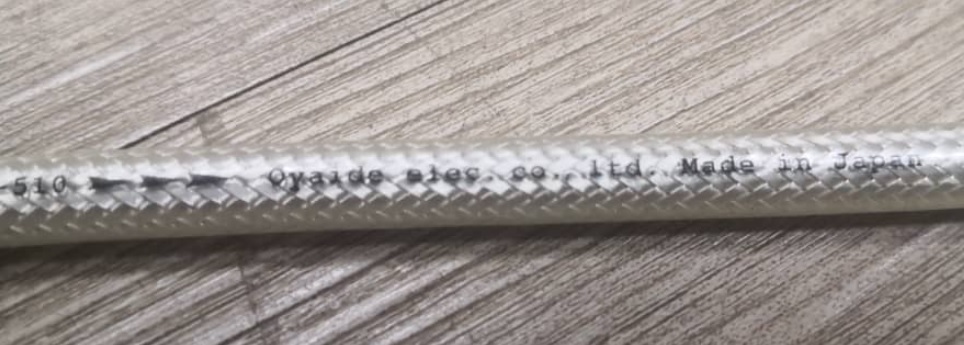 -510 ➤➤➤ Oyaide elec. co., ltd. Made in Japan